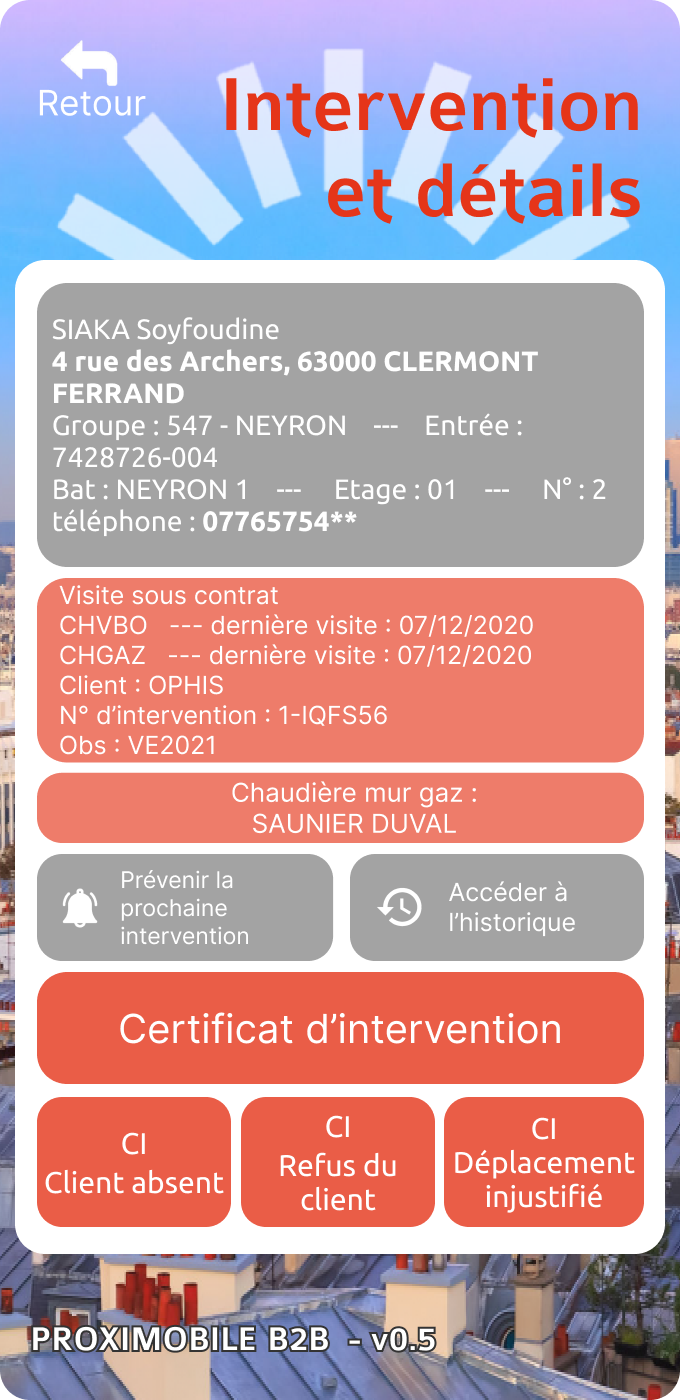 Retour
Intervention
et détails
SIAKA Soyfoudine
4 rue des Archers, 63000 CLERMONT
FERRAND
Groupe : 547 - NEYRON --- Entrée :
7428726-004
Bat : NEYRON 1 --- Etage : 01 --- N° : 2
téléphone : 07765754**
Visite sous contrat
CHVBO --- dernière visite : 07/12/2020
CHGAZ --- dernière visite : 07/12/2020
Client : OPHIS
N° d’intervention : 1-IQFS56
Obs : VE2021
Chaudière mur gaz :
SAUNIER DUVAL
Prévenir la
prochaine
intervention
Accéder à
l’historique
Certificat d’intervention
CI
Client absent
CI
Refus du
client
CI
Déplacement
injustifié
PROXIMOBILE B2B - v0.5